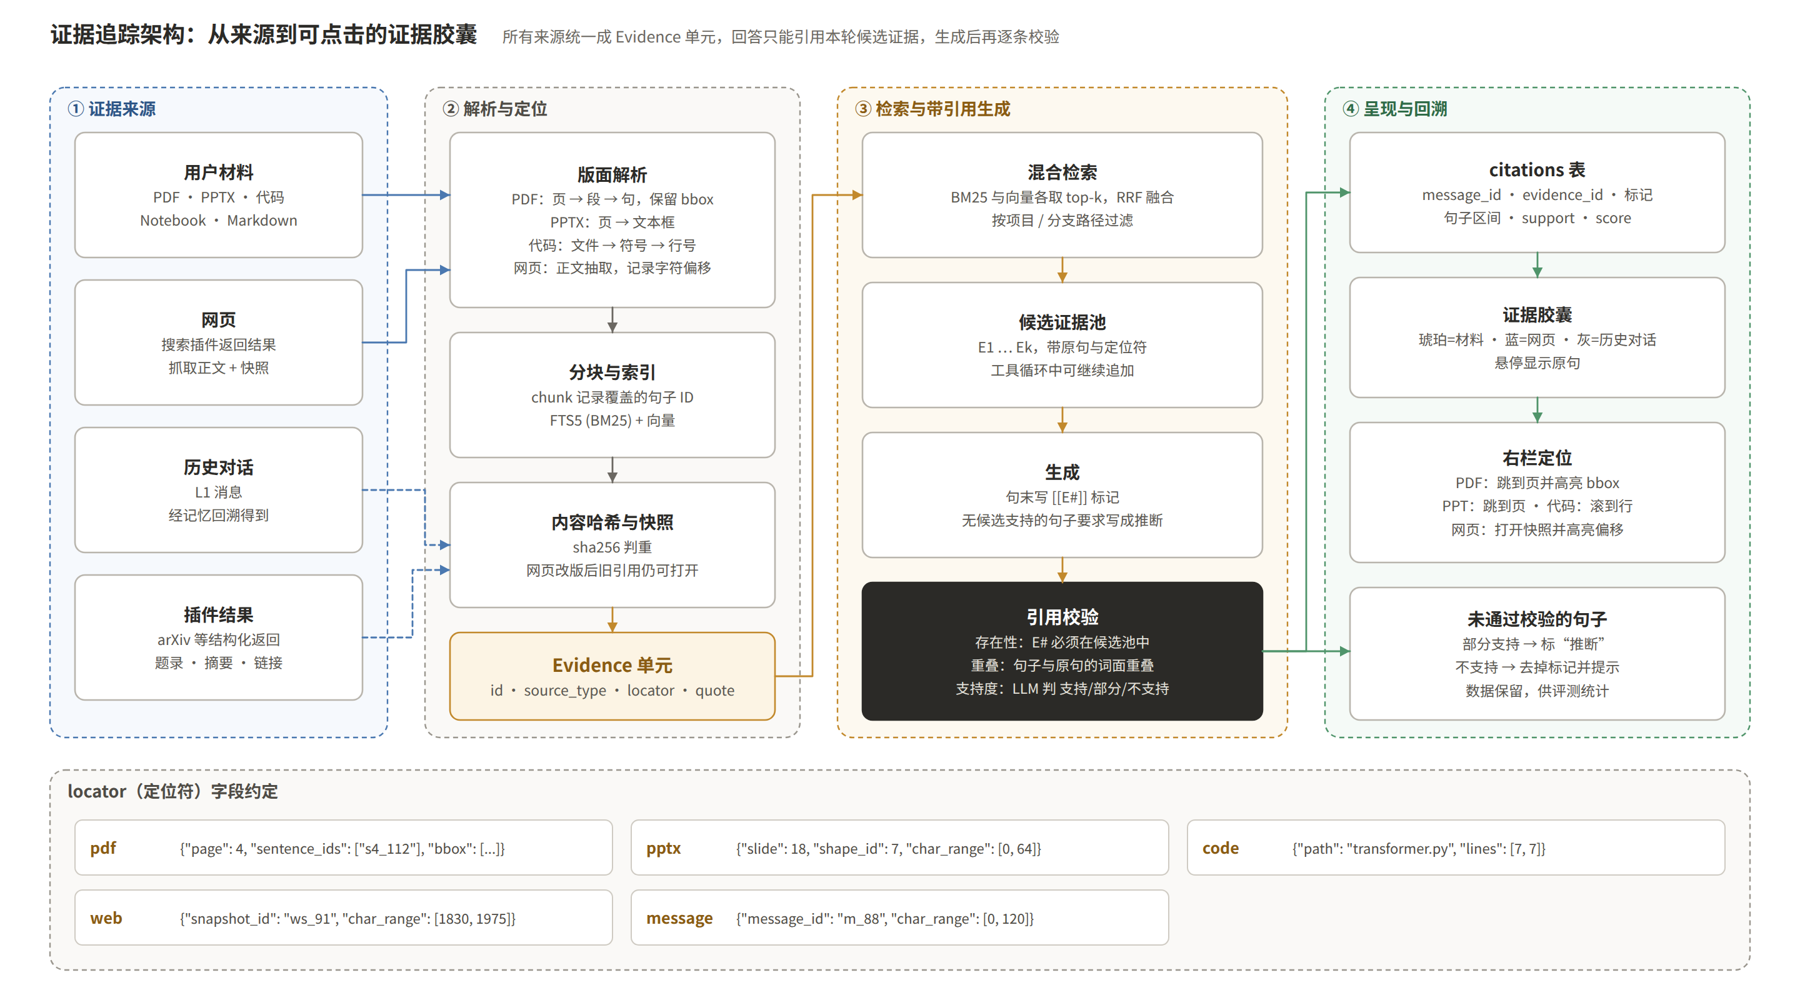 证据追踪架构：从来源到可点击的证据胶囊
所有来源统一成 Evidence 单元，回答只能引用本轮候选证据，生成后再逐条校验
① 证据来源
用户材料
PDF • PPTX • 代码
Notebook • Markdown
网页
搜索插件返回结果
抓取正文 + 快照
历史对话
L1 消息
经记忆回溯得到
插件结果
arXiv 等结构化返回
题录 • 摘要 • 链接
② 解析与定位
版面解析
PDF：页 → 段 → 句，保留 bbox
PPTX：页 → 文本框
代码：文件 → 符号 → 行号
网页：正文抽取，记录字符偏移
分块与索引
chunk 记录覆盖的句子 ID
FTS5 (BM25) + 向量
内容哈希与快照
sha256 判重
网页改版后旧引用仍可打开
Evidence 单元
id • source_type • locator • quote
③ 检索与带引用生成
混合检索
BM25 与向量各取 top-k，RRF 融合
按项目 / 分支路径过滤
候选证据池
E1 … Ek，带原句与定位符
工具循环中可继续追加
生成
句末写 [[E#]] 标记
无候选支持的句子要求写成推断
引用校验
存在性：E# 必须在候选池中
重叠：句子与原句的词面重叠
支持度：LLM 判 支持/部分/不支持
④ 呈现与回溯
citations 表
message_id • evidence_id • 标记
句子区间 • support • score
证据胶囊
琥珀=材料 • 蓝=网页 • 灰=历史对话
悬停显示原句
右栏定位
PDF：跳到页并高亮 bbox
PPT：跳到页 • 代码：滚到行
网页：打开快照并高亮偏移
未通过校验的句子
部分支持 → 标“推断”
不支持 → 去掉标记并提示
数据保留，供评测统计
locator（定位符）字段约定
pdf {"page": 4, "sentence_ids": ["s4_112"], "bbox": [...]}
pptx {"slide": 18, "shape_id": 7, "char_range": [0, 64]}
code {"path": "transformer.py", "lines": [7, 7]}
web {"snapshot_id": "ws_91", "char_range": [1830, 1975]}
message {"message_id": "m_88", "char_range": [0, 120]}